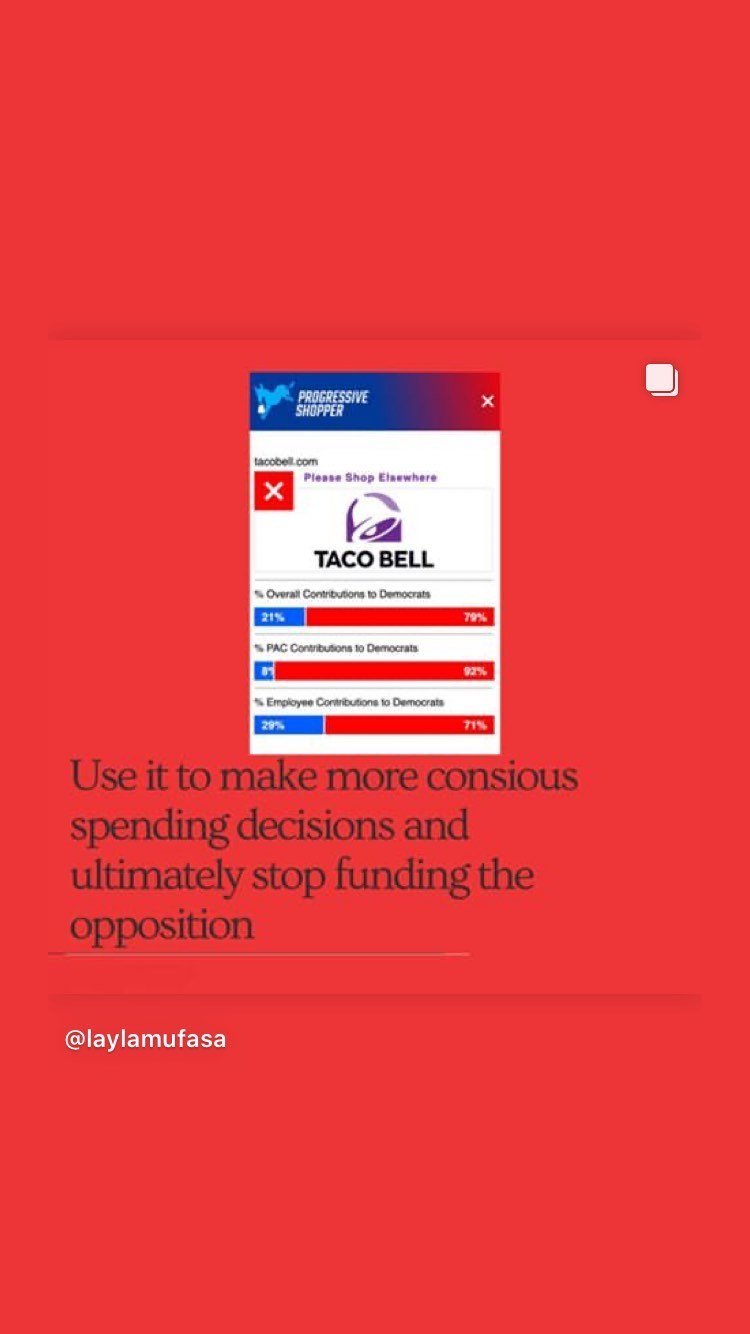 PROGRESSIVE
SHOPPER
tacobell.com
Please Shop Elsewhere
TACO BELL
% Overall Contributions to Democrats
21% 79%
% PAC Contributions to Democrats
8% 92%
% Employee Contributions to Democrats
29% 71%
Use it to make more consious
spending decisions and
ultimately stop funding the
opposition
@laylamufasa